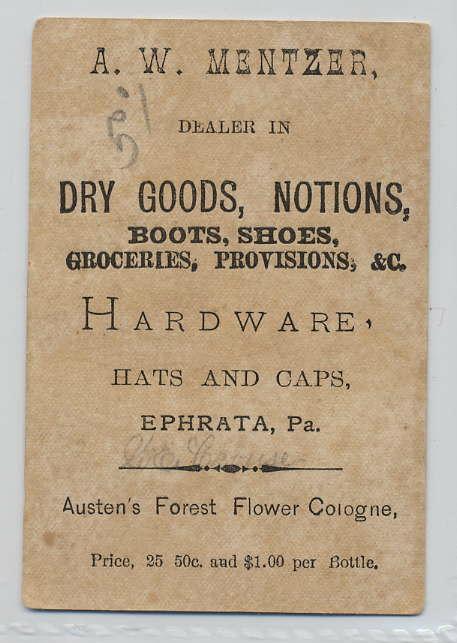 A. W. MENTZER,
5%
DEALER IN
DRY GOODS, NOTIONS,
BOOTS, SHOES,
GROCERIES, PROVISIONS, &C.
HARDWARE,
HATS AND CAPS,
EPHRATA, Pa.
Austen's Forest Flower Cologne,
Price, 25 50c. and $1.00 per Bottle.